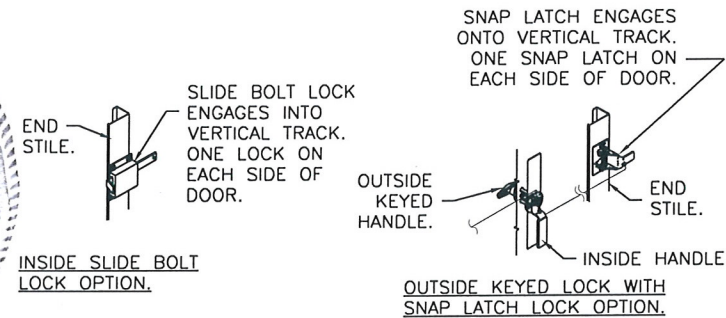 END
STILE.
SLIDE BOLT LOCK
ENGAGES INTO
VERTICAL TRACK.
ONE LOCK ON
EACH SIDE OF
DOOR.
INSIDE SLIDE BOLT
LOCK OPTION.
SNAP LATCH ENGAGES
ONTO VERTICAL TRACK.
ONE SNAP LATCH ON
EACH SIDE OF DOOR.
OUTSIDE
KEYED
HANDLE.
END
STILE.
INSIDE HANDLE
OUTSIDE KEYED LOCK WITH
SNAP LATCH LOCK OPTION.